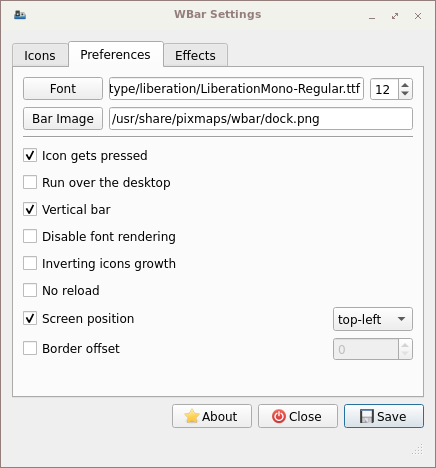 WBar Settings
Icons Preferences Effects
Font type/liberation/LiberationMono-Regular.ttf 12
Bar Image /usr/share/pixmaps/wbar/dock.png
Icon gets pressed
Run over the desktop
Vertical bar
Disable font rendering
Inverting icons growth
No reload
Screen position top-left
Border offset 0
About Close Save